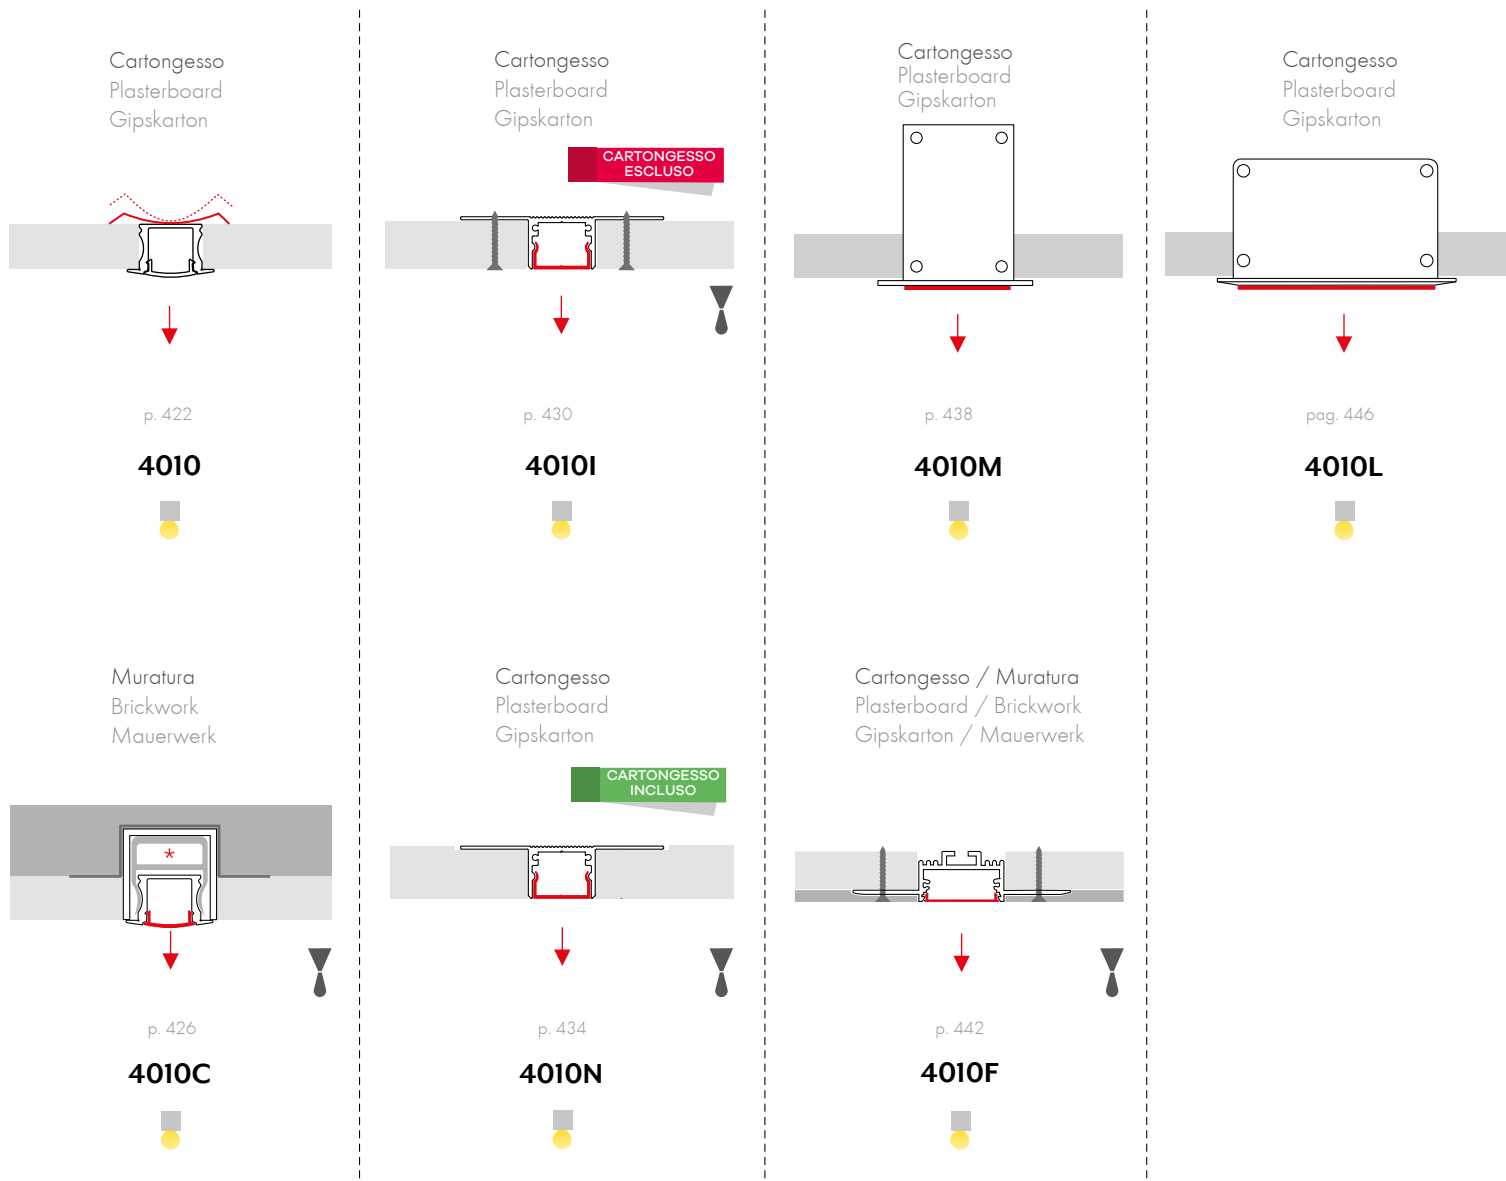 Cartongesso
Plasterboard
Gipskarton
p. 422
4010
Cartongesso
Plasterboard
Gipskarton
CARTONGESSO
ESCLUSO
p. 430
4010I
Cartongesso
Plasterboard
Gipskarton
p. 438
4010M
Cartongesso
Plasterboard
Gipskarton
pag. 446
4010L
Muratura
Brickwork
Mauerwerk
*
p. 426
4010C
Cartongesso
Plasterboard
Gipskarton
CARTONGESSO
INCLUSO
p. 434
4010N
Cartongesso / Muratura
Plasterboard / Brickwork
Gipskarton / Mauerwerk
p. 442
4010F